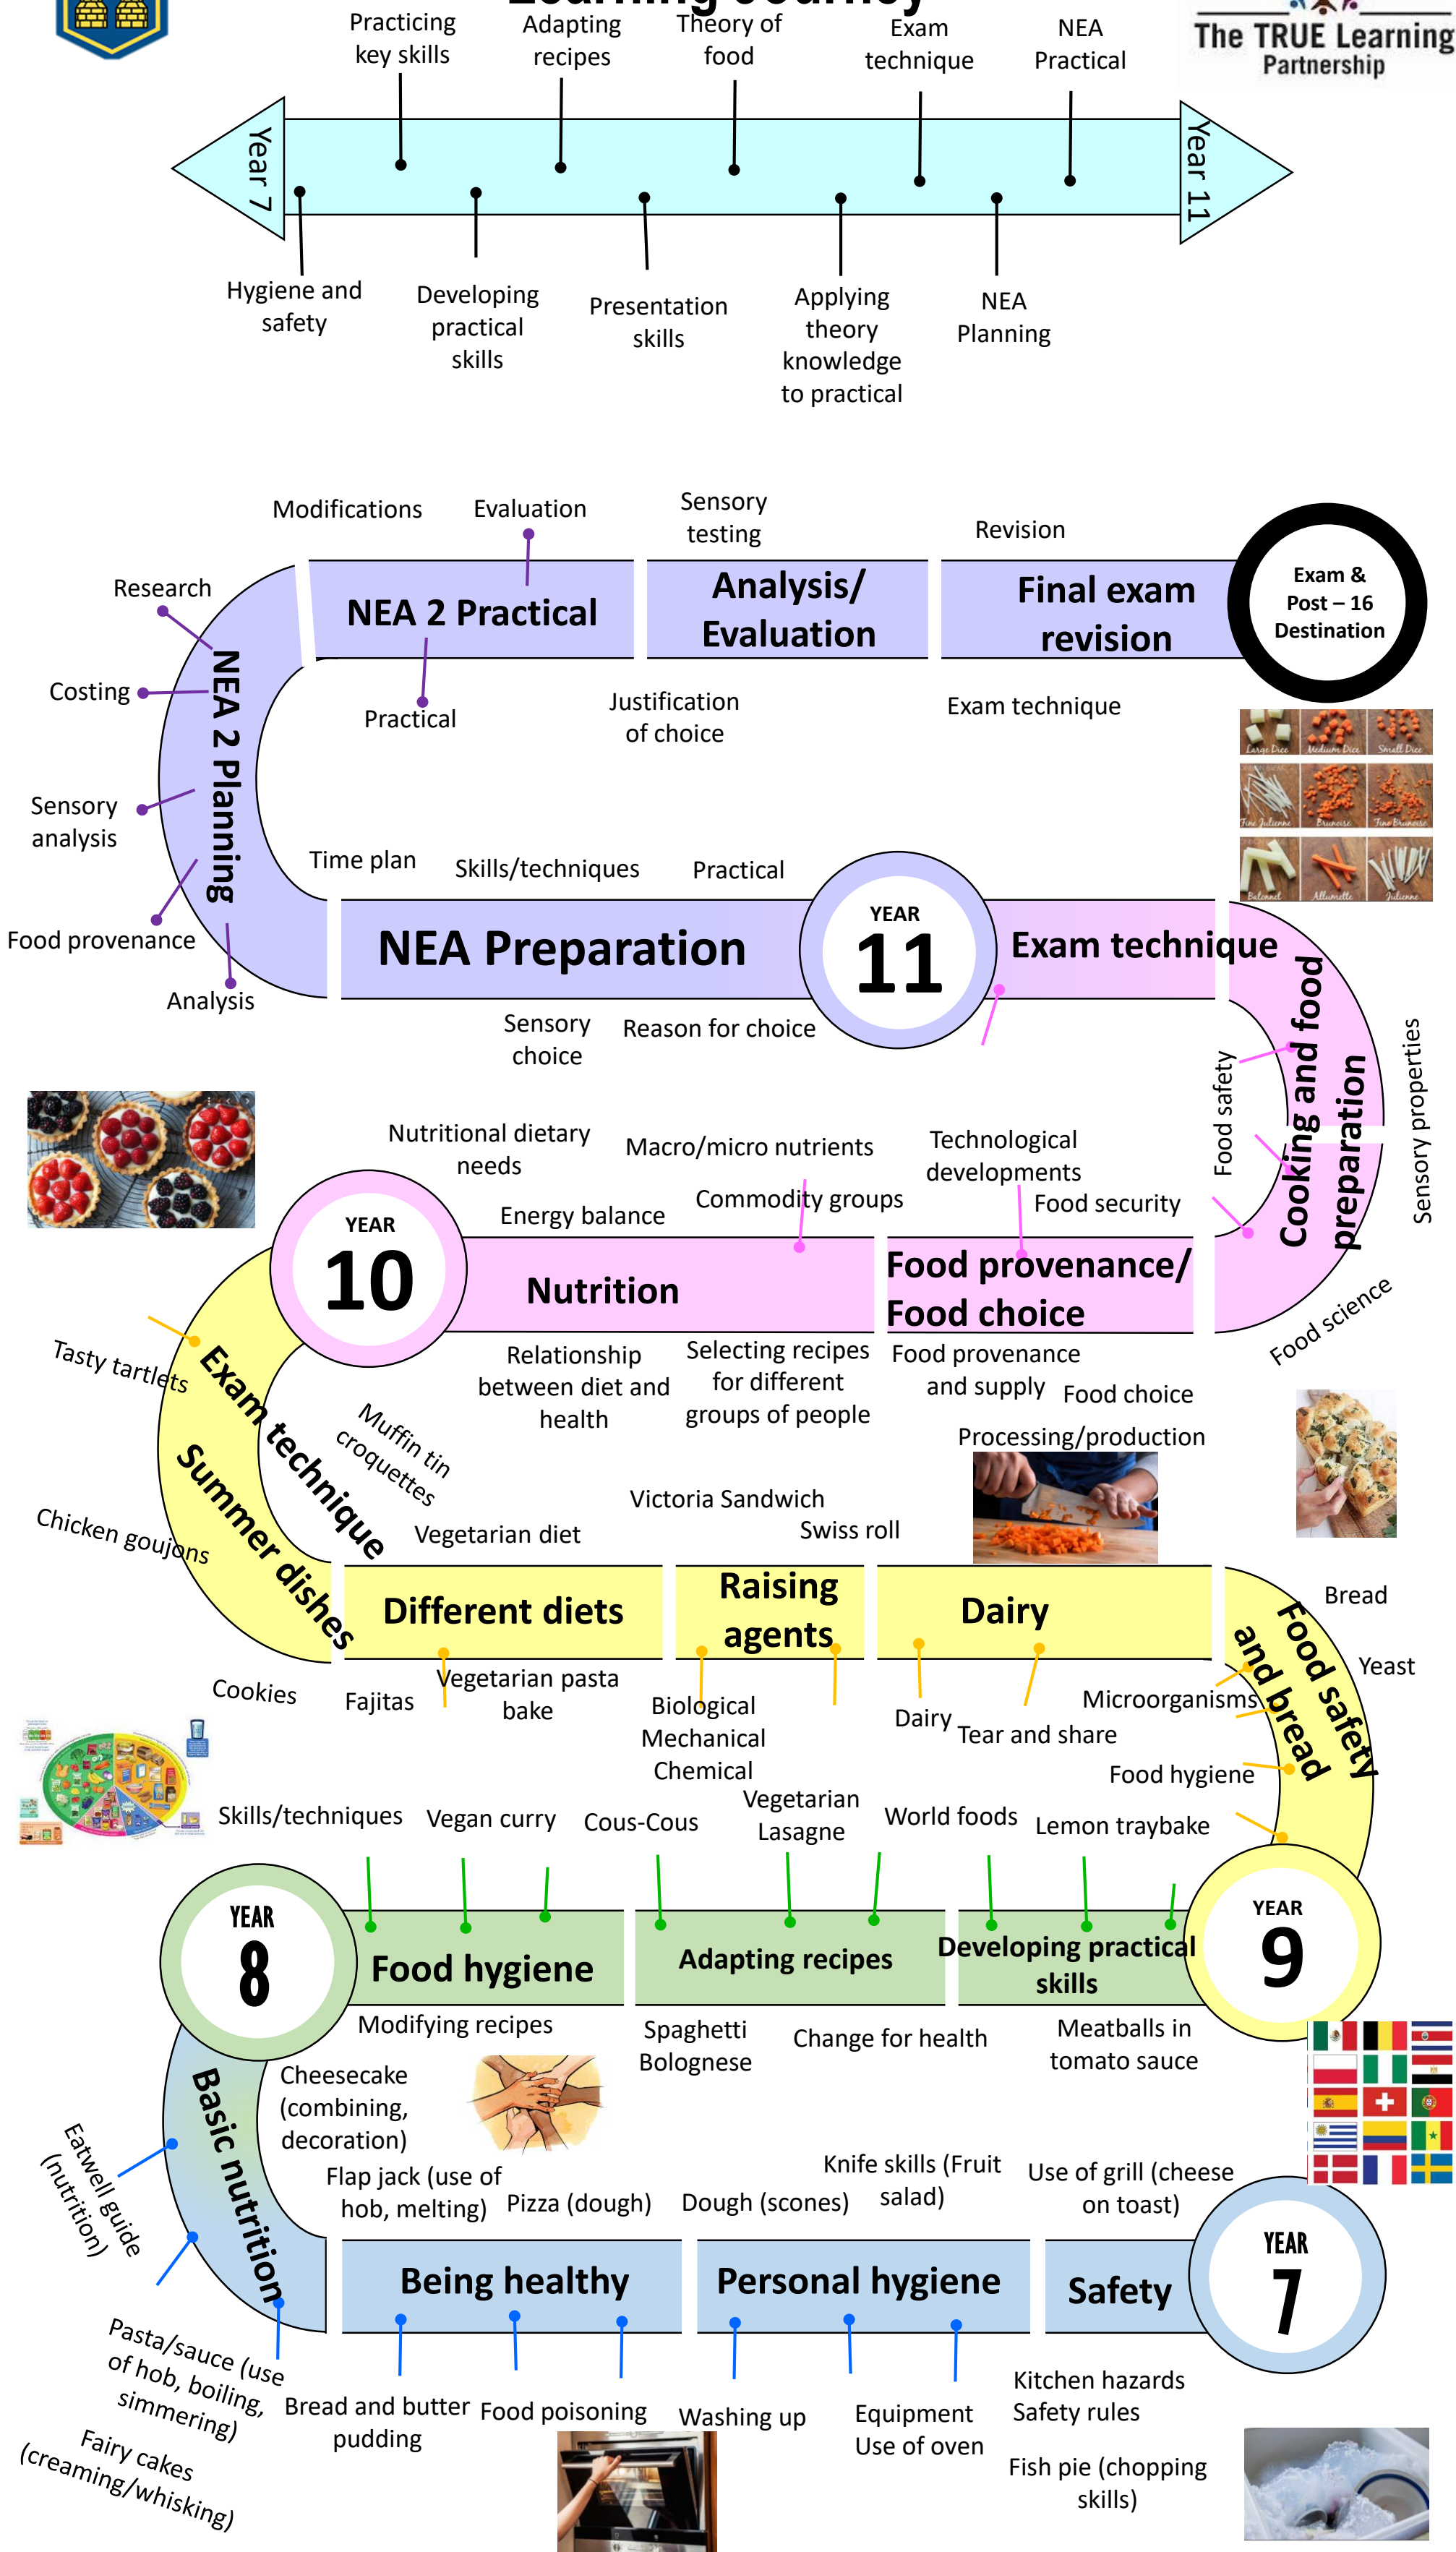 Learning Journey
The TRUE Learning
Partnership
Practicing
key skills
Adapting
recipes
Theory of
food
Exam
technique
NEA
Practical
Year 7
Year 11
Hygiene and
safety
Developing
practical
skills
Presentation
skills
Applying
theory
knowledge
to practical
NEA
Planning
Modifications
Evaluation
Sensory
testing
Revision
Research
NEA 2 Practical
Analysis/
Evaluation
Final exam
revision
Exam &
Post – 16
Destination
Costing
NEA 2 Planning
Practical
Justification
of choice
Exam technique
Large Dice
Medium Dice
Small Dice
Fine Julienne
Brunoise
Fine Brunoise
Batonnet
Allumette
Julienne
Sensory
analysis
Food provenance
Analysis
Time plan
Skills/techniques
Practical
NEA Preparation
YEAR
11
Exam technique
Sensory
choice
Reason for choice
Cooking and food
preparation
Food safety
Sensory properties
Food science
Nutritional dietary
needs
Macro/micro nutrients
Technological
developments
Commodity groups
Food security
Energy balance
YEAR
10
Nutrition
Food provenance/
Food choice
Relationship
between diet and
health
Selecting recipes
for different
groups of people
Food provenance
and supply
Food choice
Processing/production
Tasty tartlets
Exam technique
Summer dishes
Muffin tin
croquettes
Chicken goujons
Vegetarian diet
Victoria Sandwich
Swiss roll
Different diets
Raising
agents
Dairy
Food safety
and bread
Bread
Yeast
Cookies
Fajitas
Vegetarian pasta
bake
Biological
Mechanical
Chemical
Dairy
Tear and share
Microorganisms
Food hygiene
Skills/techniques
Vegan curry
Cous-Cous
Vegetarian
Lasagne
World foods
Lemon traybake
YEAR
8
Food hygiene
Adapting recipes
Developing practical
skills
YEAR
9
Modifying recipes
Spaghetti
Bolognese
Change for health
Meatballs in
tomato sauce
Basic nutrition
Cheesecake
(combining,
decoration)
Eatwell guide
(nutrition)
Flap jack (use of
hob, melting)
Pizza (dough)
Dough (scones)
Knife skills (Fruit
salad)
Use of grill (cheese
on toast)
Being healthy
Personal hygiene
Safety
YEAR
7
Pasta/sauce (use
of hob, boiling,
simmering)
Fairy cakes
(creaming/whisking)
Bread and butter
pudding
Food poisoning
Washing up
Equipment
Use of oven
Kitchen hazards
Safety rules
Fish pie (chopping
skills)